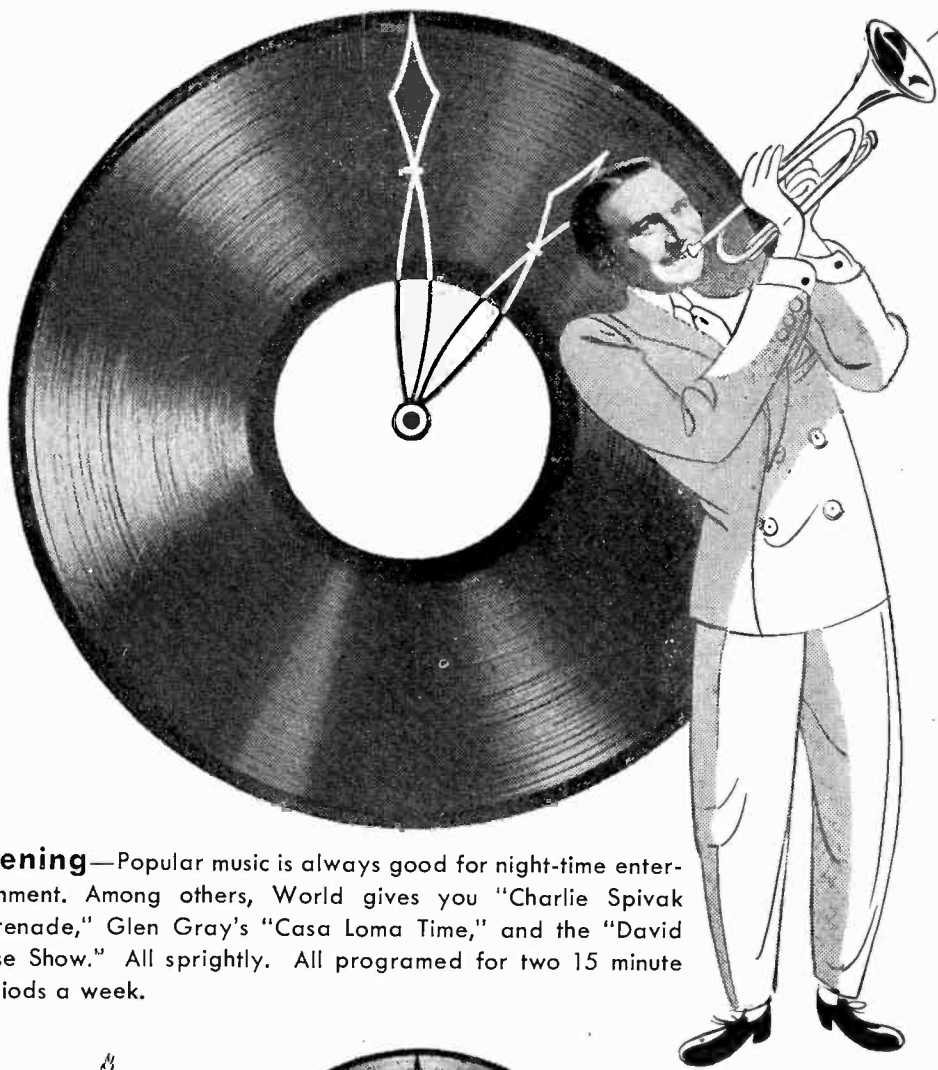 ening—Popular music is always good for night-time enter-
nment. Among others, World gives you "Charlie Spivak
renade," Glen Gray's "Casa Loma Time," and the "David
se Show." All sprightly. All programed for two 15 minute
iods a week.